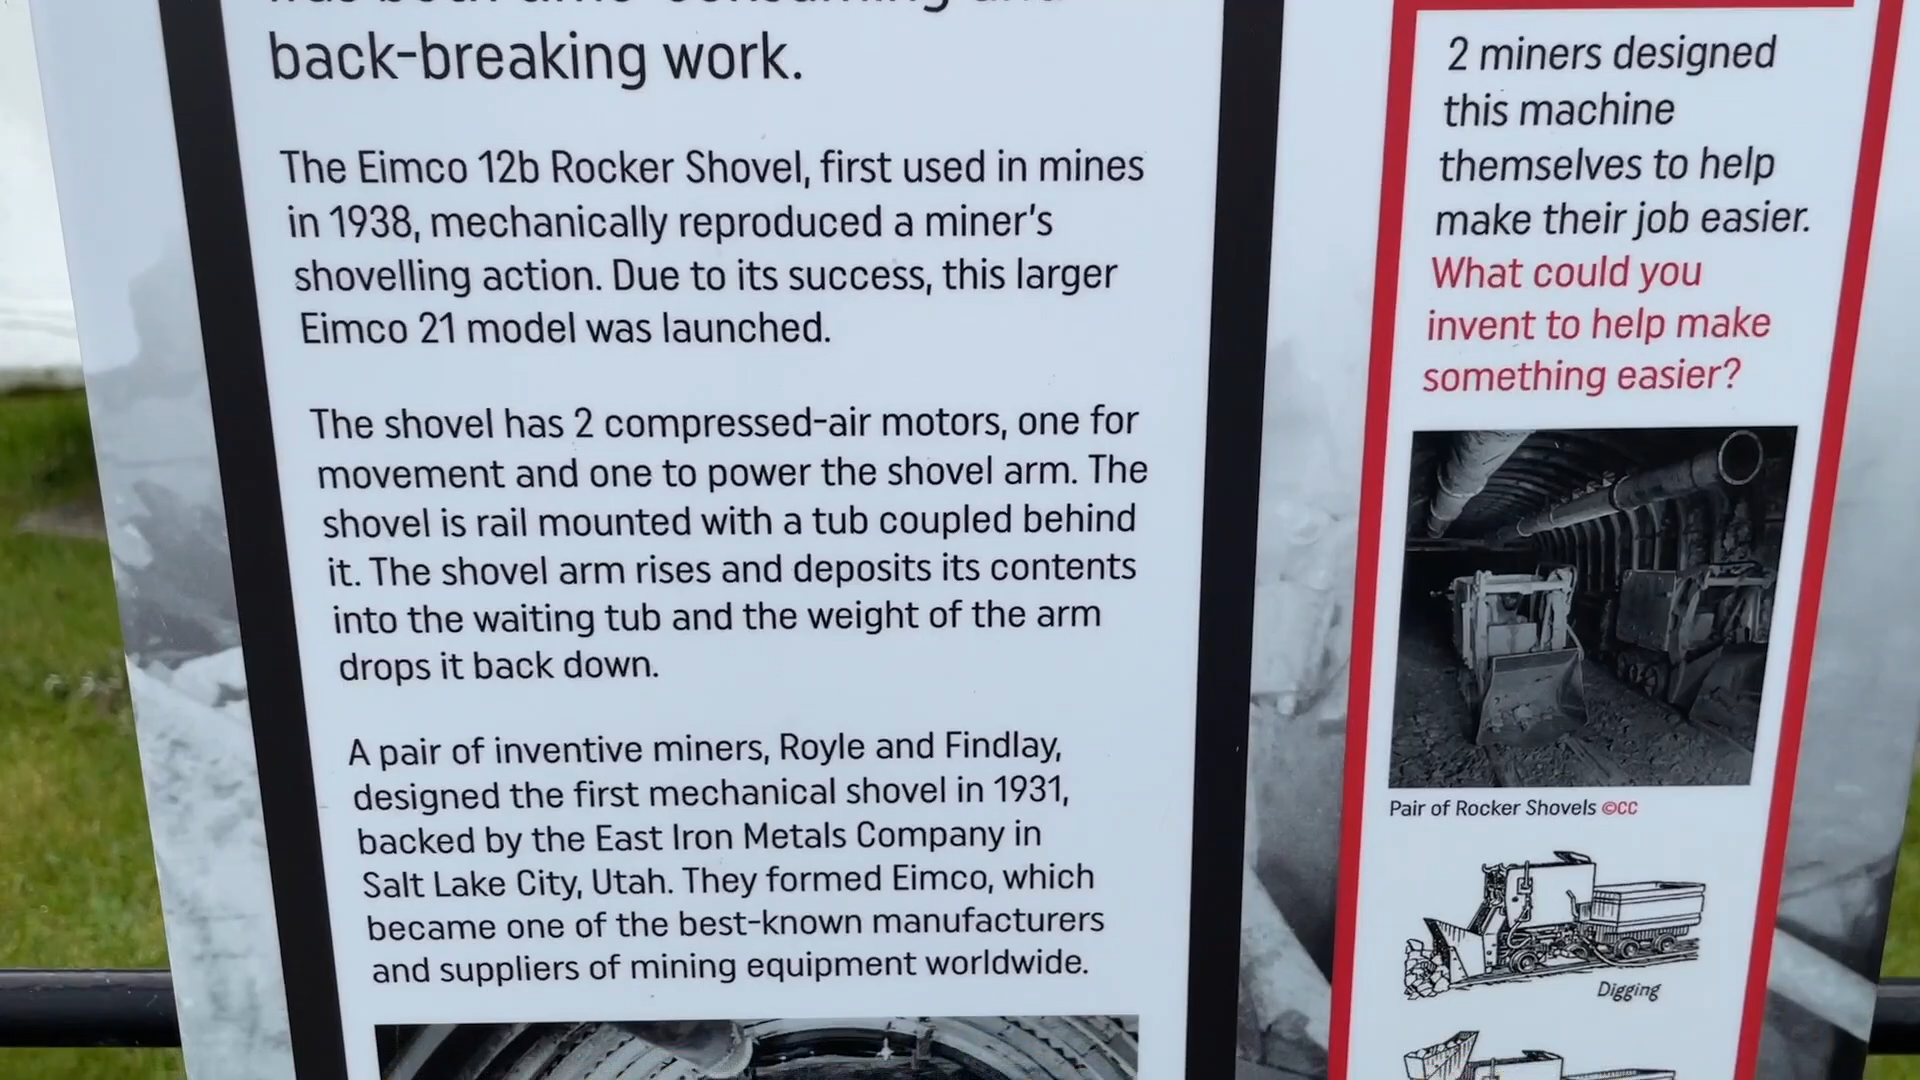 was both time-consuming and
back-breaking work.
The Eimco 12b Rocker Shovel, first used in mines
in 1938, mechanically reproduced a miner's
shovelling action. Due to its success, this larger
Eimco 21 model was launched.
The shovel has 2 compressed-air motors, one for
movement and one to power the shovel arm. The
shovel is rail mounted with a tub coupled behind
it. The shovel arm rises and deposits its contents
into the waiting tub and the weight of the arm
drops it back down.
A pair of inventive miners, Royle and Findlay,
designed the first mechanical shovel in 1931,
backed by the East Iron Metals Company in
Salt Lake City, Utah. They formed Eimco, which
became one of the best-known manufacturers
and suppliers of mining equipment worldwide.
2 miners designed
this machine
themselves to help
make their job easier.
What could you
invent to help make
something easier?
Pair of Rocker Shovels ©CC
Digging